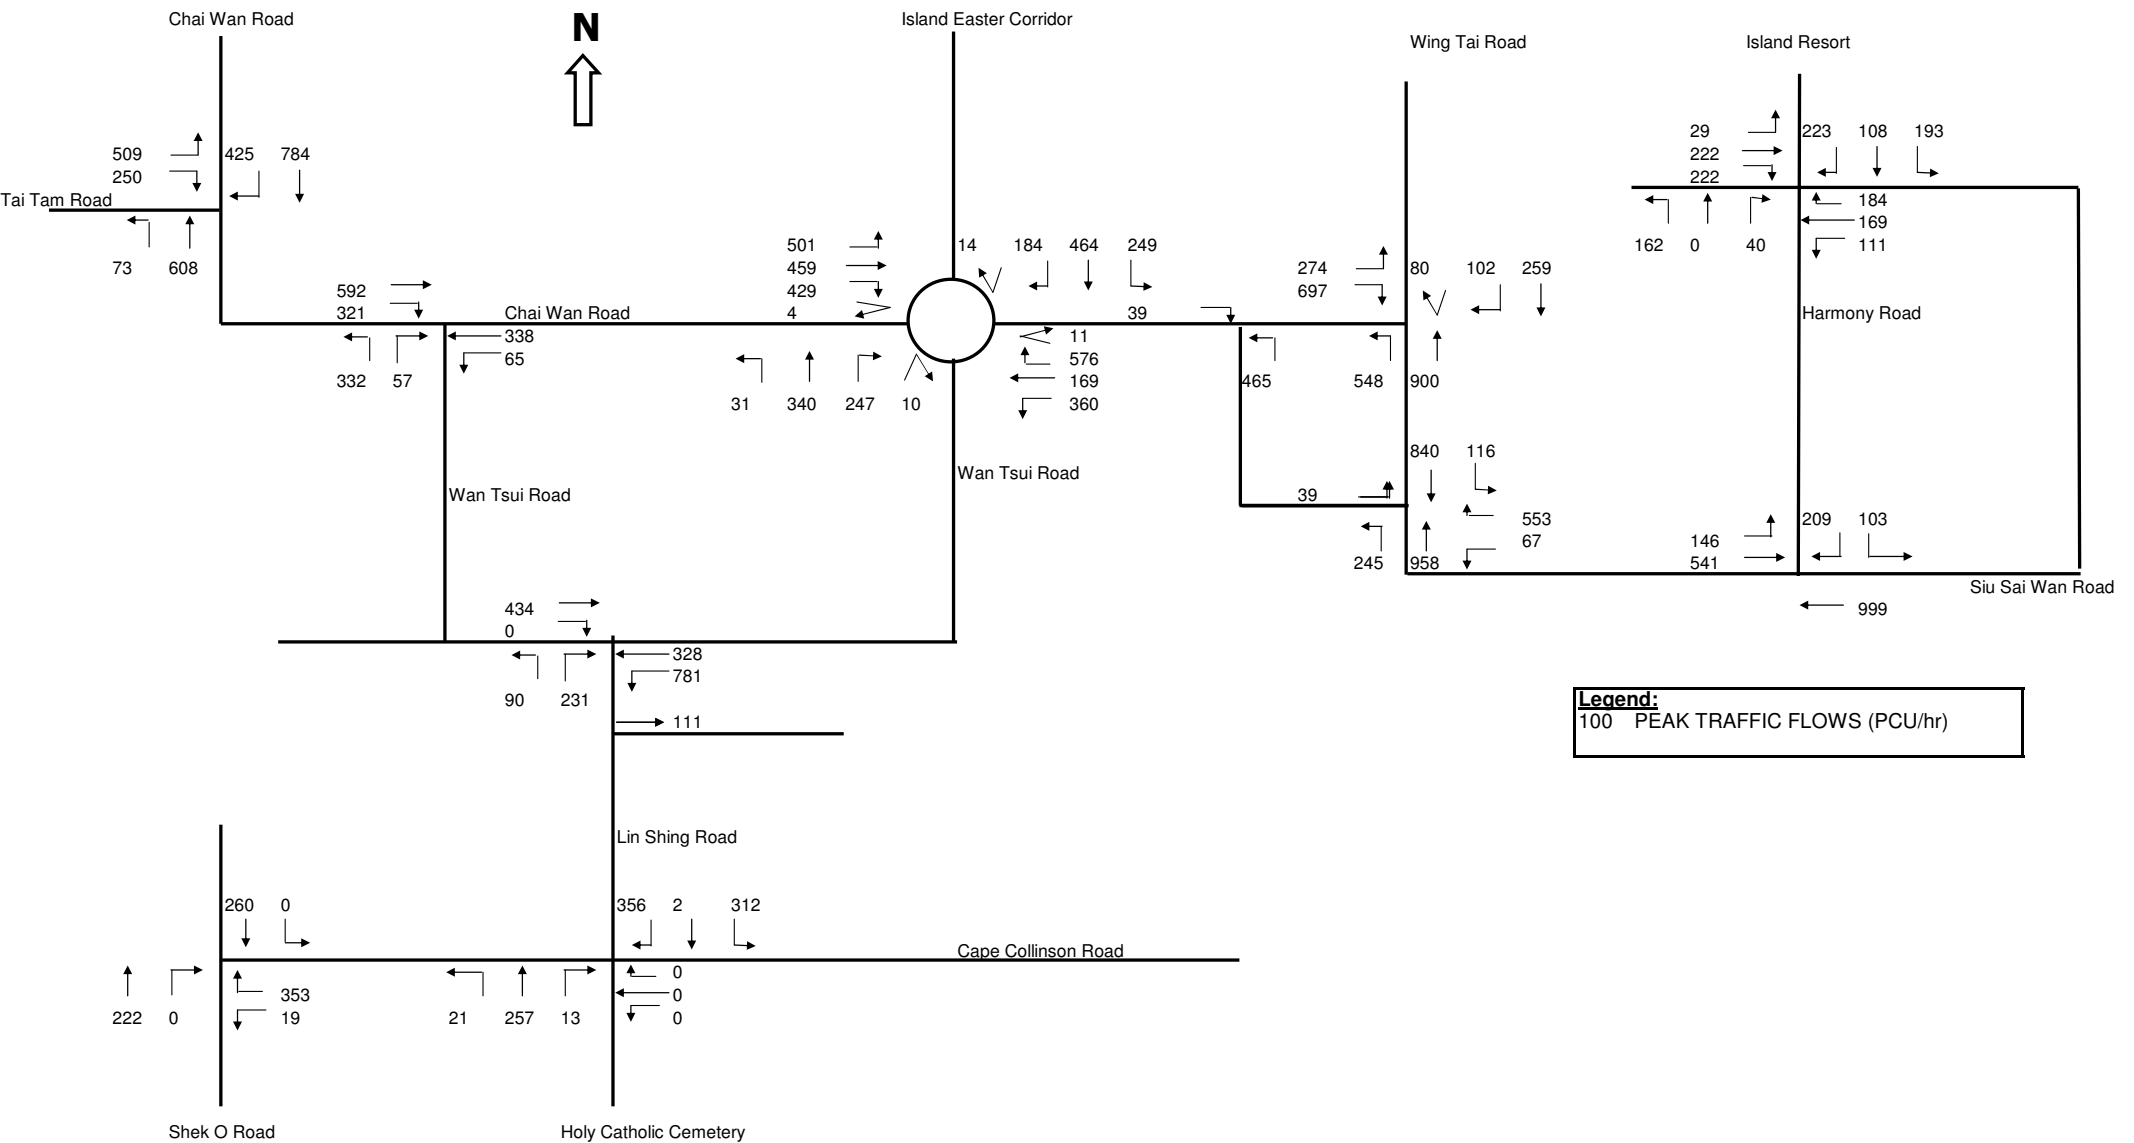 Chai Wan Road
N
Island Easter Corridor
Wing Tai Road
Island Resort
509
250
425 784
Tai Tam Road
73 608
29
222
222
223 108 193
184
169
111
162 0 40
501
459
429
4
14 184 464 249
274
697
80 102 259
592
321
Chai Wan Road
338
65
332 57
39
11
576
169
360
31 340 247 10
465
548 900
Harmony Road
Wan Tsui Road
Wan Tsui Road
840 116
39
553
67
245 958
146
541
209 103
Siu Sai Wan Road
999
434
0
328
781
90 231
111
Legend:
100 PEAK TRAFFIC FLOWS (PCU/hr)
Lin Shing Road
260 0
356 2 312
Cape Collinson Road
353
19
222 0
0
0
0
21 257 13
Shek O Road
Holy Catholic Cemetery